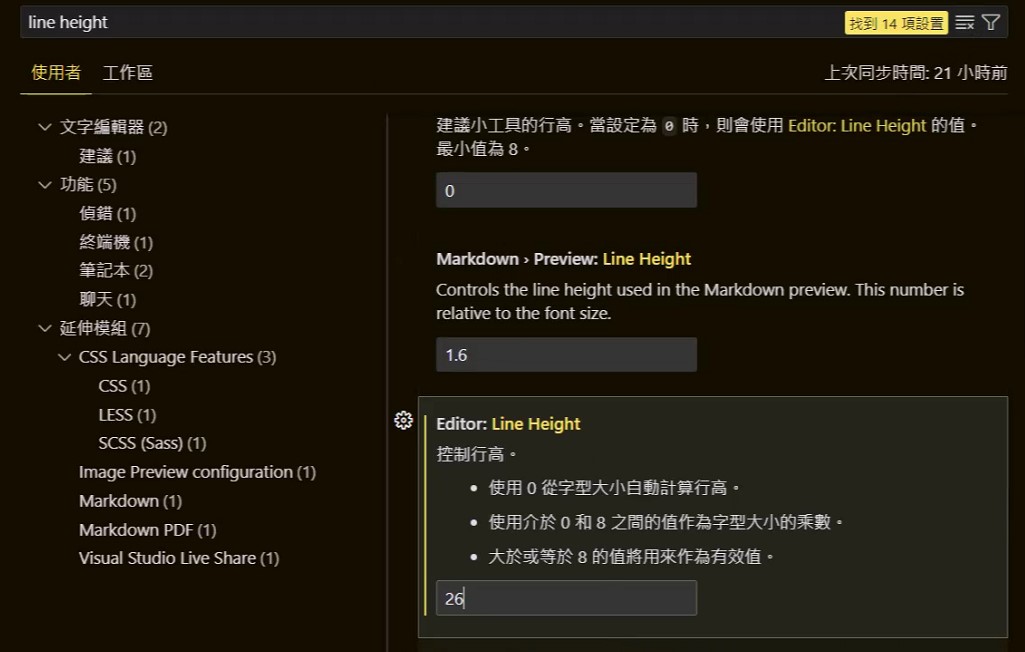 line height
找到 14 項設置
使用者 工作區
上次同步時間: 21 小時前
文字編輯器 (2)
建議 (1)
功能 (5)
偵錯 (1)
終端機 (1)
筆記本 (2)
聊天 (1)
延伸模組 (7)
CSS Language Features (3)
CSS (1)
LESS (1)
SCSS (Sass) (1)
Image Preview configuration (1)
Markdown (1)
Markdown PDF (1)
Visual Studio Live Share (1)
建議小工具的行高。當設定為 0 時，則會使用 Editor: Line Height 的值。
最小值為 8。
0
Markdown › Preview: Line Height
Controls the line height used in the Markdown preview. This number is
relative to the font size.
1.6
Editor: Line Height
控制行高。
• 使用 0 從字型大小自動計算行高。
• 使用介於 0 和 8 之間的值作為字型大小的乘數。
• 大於或等於 8 的值將用來作為有效值。
26